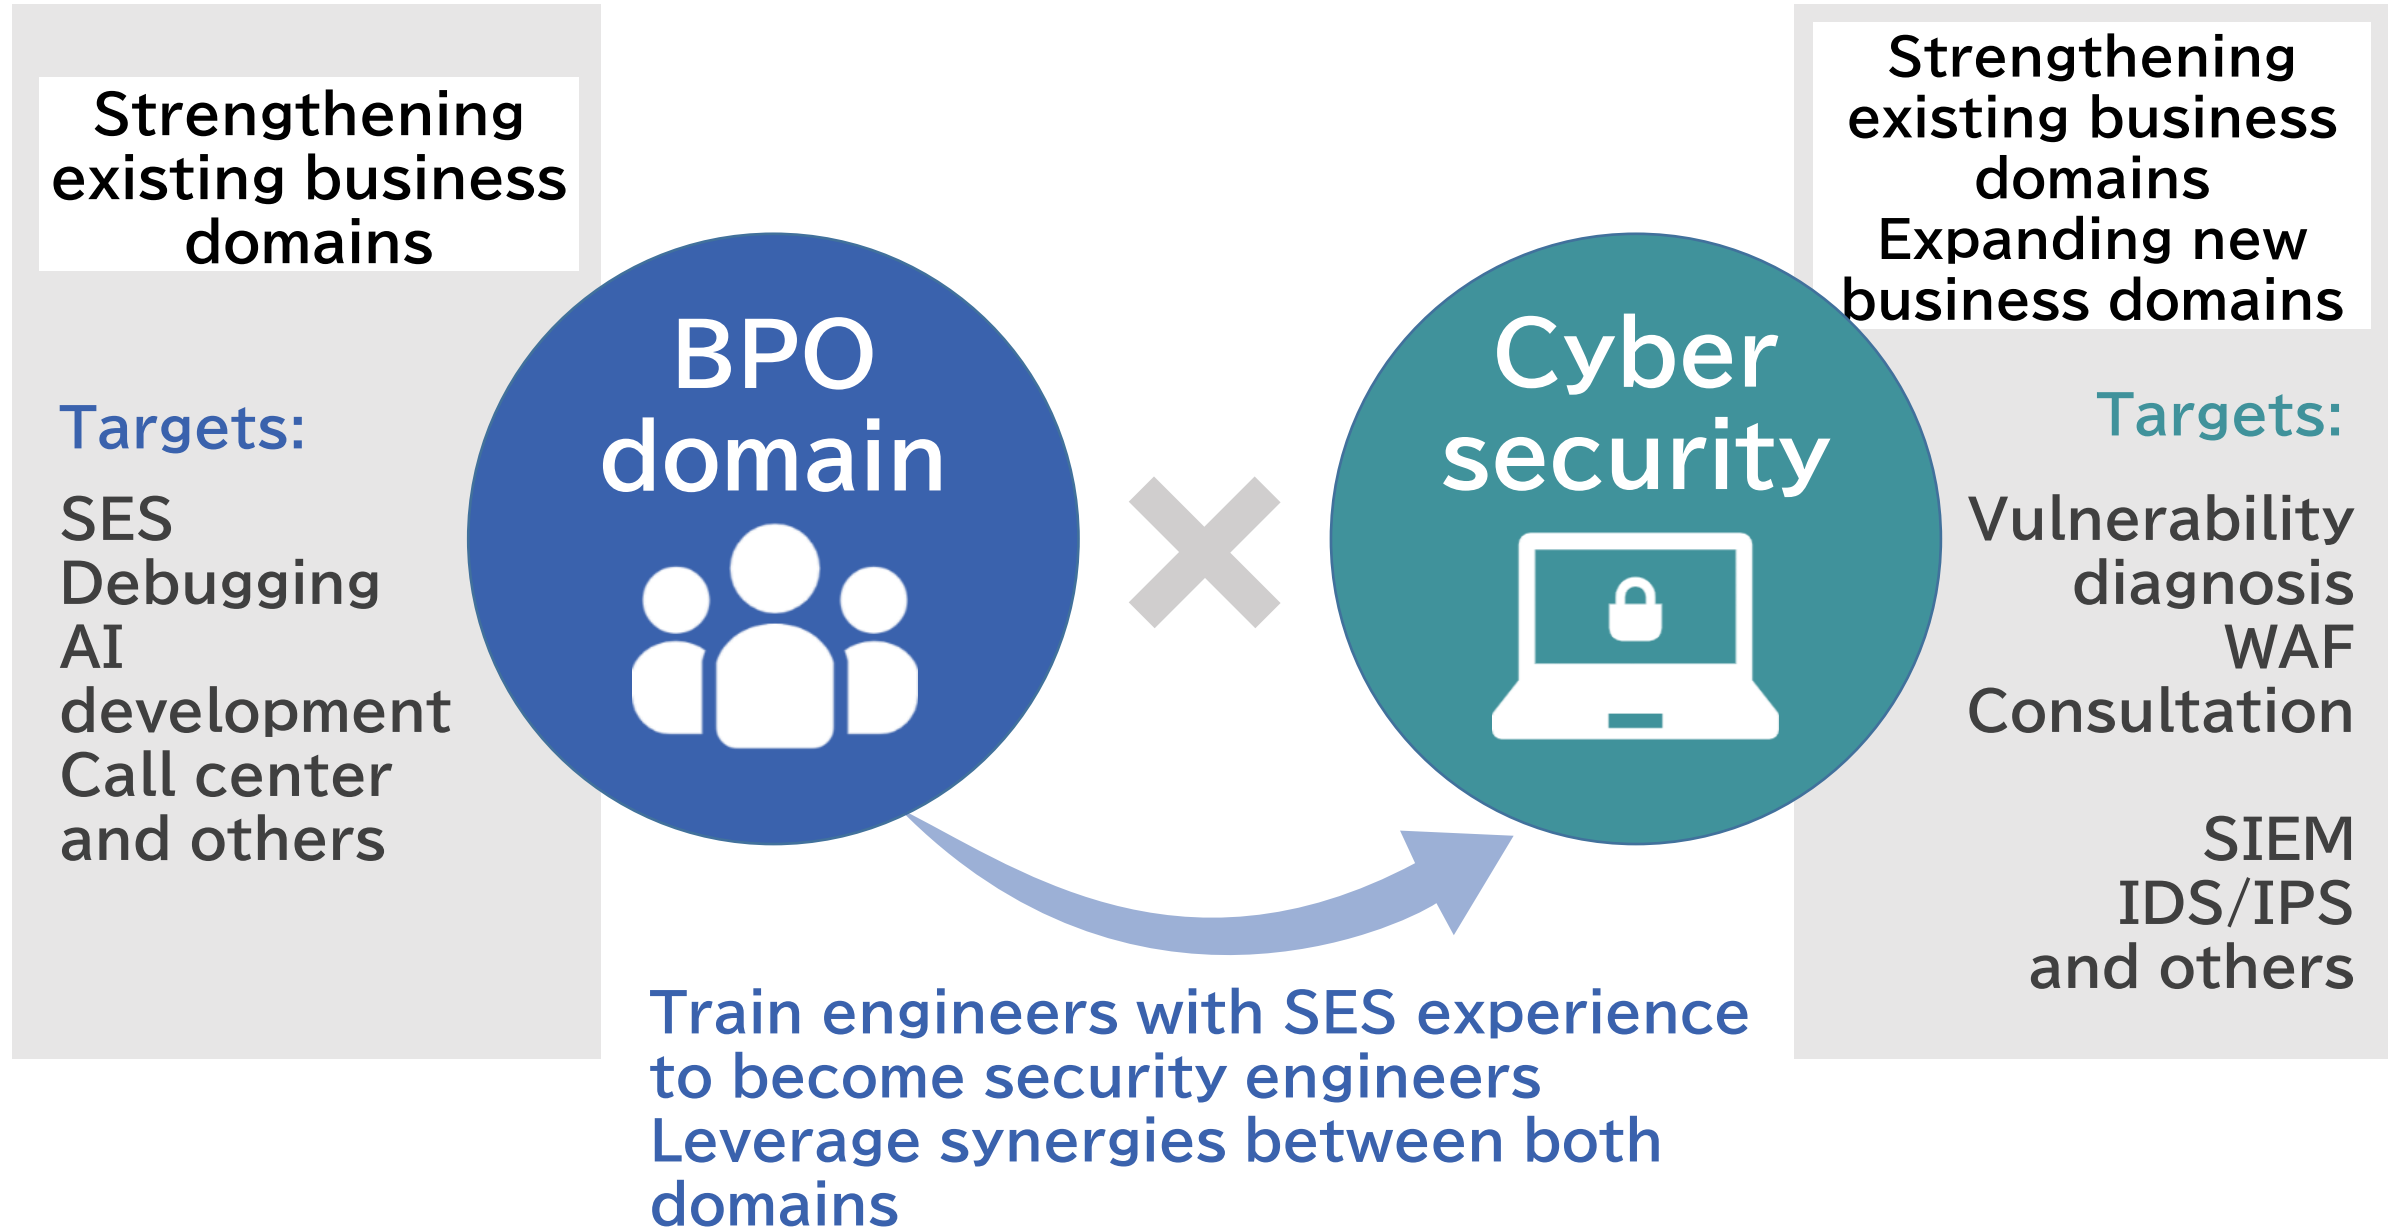 Strengthening
existing business
domains
Targets:
SES
Debugging
AI
development
Call center
and others
BPO
domain
Cyber
security
Train engineers with SES experience
to become security engineers
Leverage synergies between both
domains
Strengthening
existing business
domains
Expanding new
business domains
Targets:
Vulnerability
diagnosis
WAF
Consultation
SIEM
IDS/IPS
and others